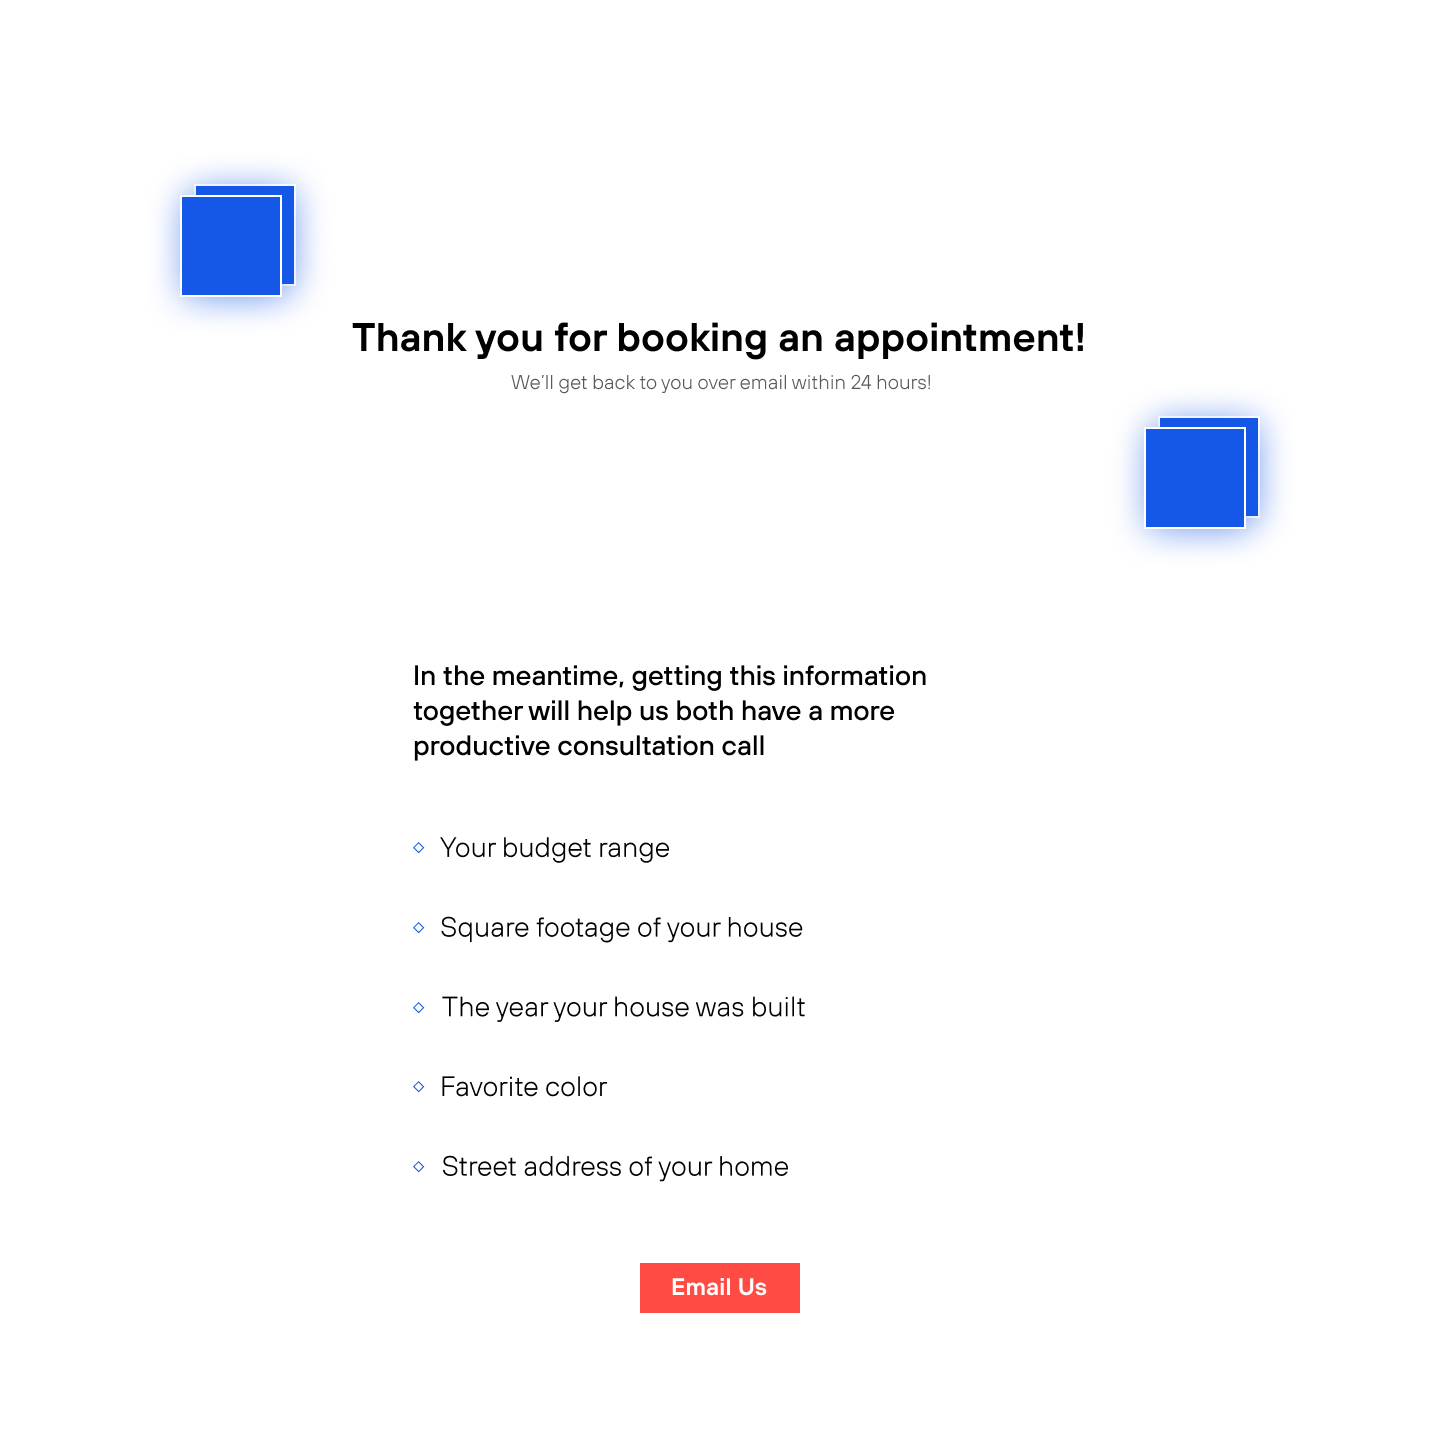 Thank you for booking an appointment!
We’ll get back to you over email within 24 hours!
In the meantime, getting this information
together will help us both have a more
productive consultation call
Your budget range
Square footage of your house
The year your house was built
Favorite color
Street address of your home
Email Us